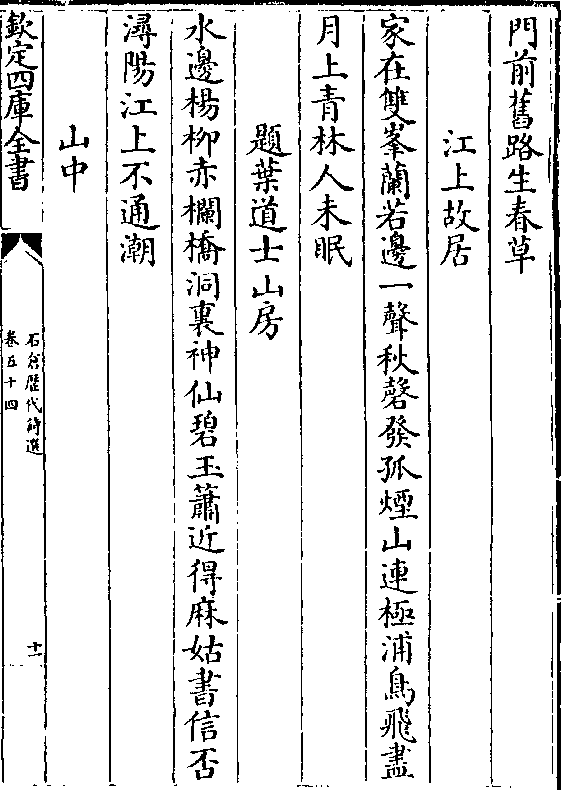 門前舊路生春草
江上故居
家在雙峯蘭若邊一聲秋磬發孤煙山連極浦鳥飛盡
月上青林人未眠
題葉道士山房
水邊楊柳赤欄橋洞裏神仙碧玉簫近得麻姑書信否
潯陽江上不通潮
山中
欽定四庫全書
石倉歴代詩選
卷五十四
十一